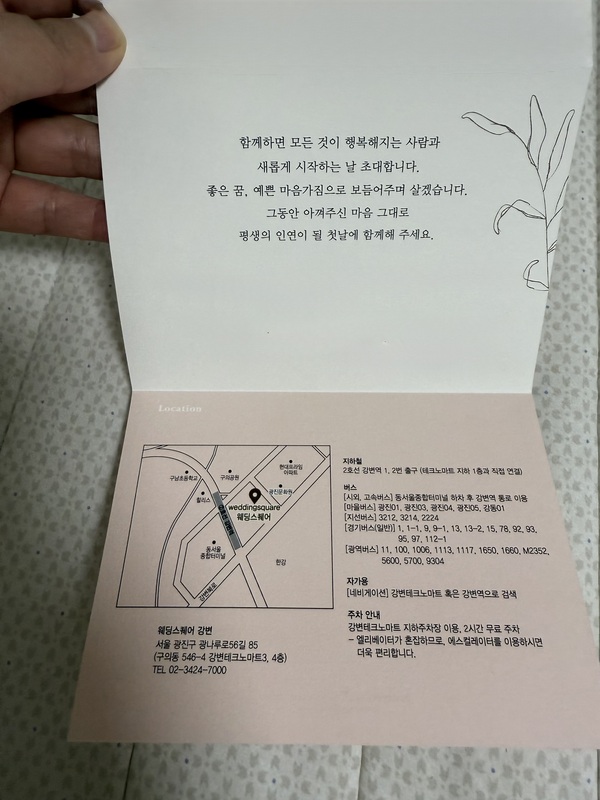 함께하면 모든 것이 행복해지는 사람과
새롭게 시작하는 날 초대합니다.
좋은 꿈, 예쁜 마음가짐으로 보듬어주며 살겠습니다.
그동안 아껴주신 마음 그대로
평생의 인연이 될 첫날에 함께해 주세요.
Location
구남초등학교
구의공원
현대프라임
아파트
광진문화원
웨딩스퀘어
weddingsquare
동서울
종합터미널
한강
강변북로
웨딩스퀘어 강변
서울 광진구 광나루로56길 85
(구의동 546-4 강변테크노마트3, 4층)
TEL 02-3424-7000
지하철
2호선 강변역 1, 2번 출구 (테크노마트 지하 1층과 직접 연결)
버스
[시외, 고속버스] 동서울종합터미널 하차 후 강변역 통로 이용
[마을버스] 광진01, 광진03, 광진04, 광진05, 강동01
[지선버스] 3212, 3214, 2224
[경기버스(일반)] 1, 1-1, 9, 9-1, 13, 13-2, 15, 78, 92, 93,
95, 97, 112-1
[광역버스] 11, 100, 1006, 1113, 1117, 1650, 1660, M2352,
5600, 5700, 9304
자가용
[네비게이션] 강변테크노마트 혹은 강변역으로 검색
주차 안내
강변테크노마트 지하주차장 이용, 2시간 무료 주차
- 엘리베이터가 혼잡하므로, 에스컬레이터를 이용하시면
더욱 편리합니다.